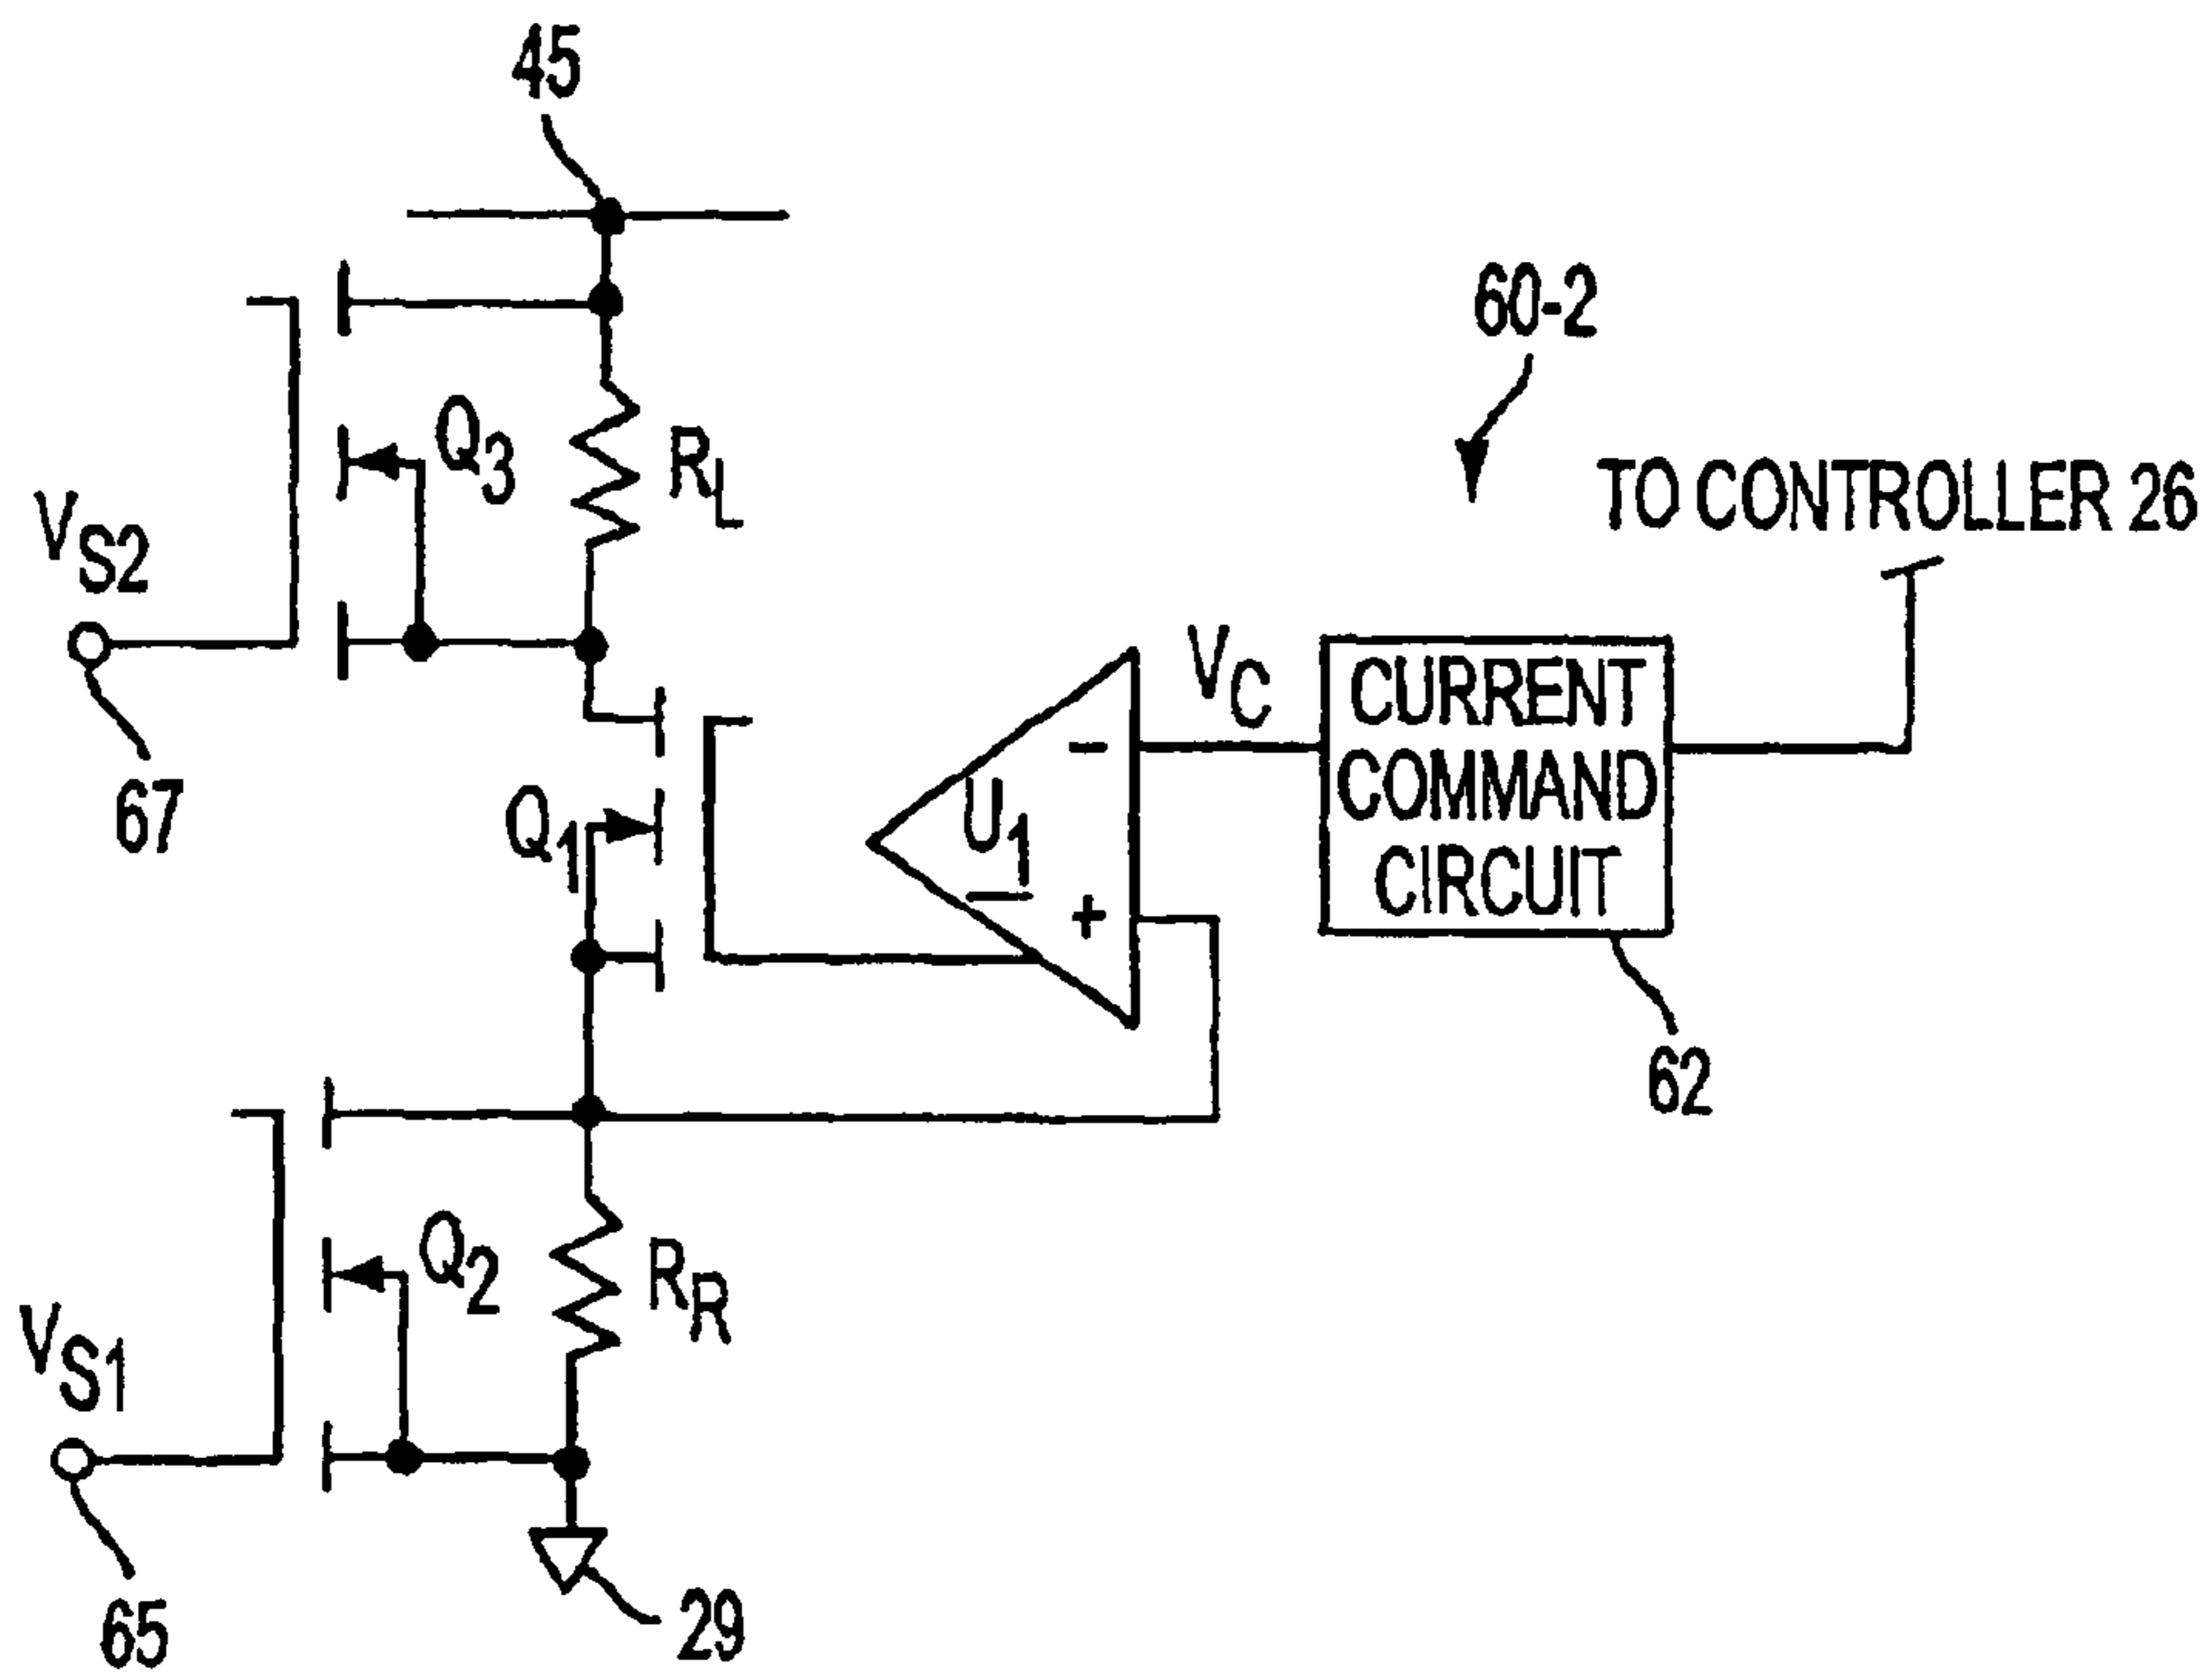 45
60-2
Q3
RL
TO CONTROLLER 26
VS2
67
VC
CURRENT
COMMAND
CIRCUIT
-
U1
+
Q1
62
Q2
RR
VS1
65
29